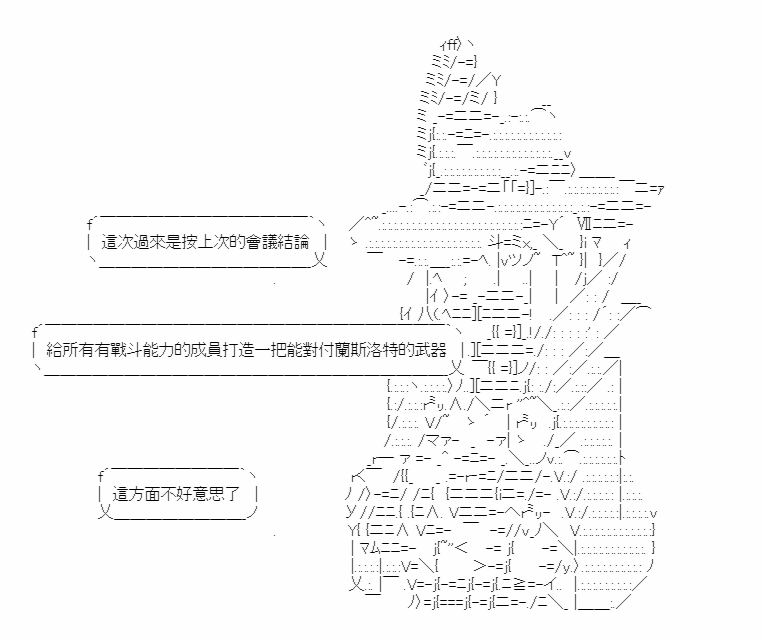 這次過來是按上次的會議結論
給所有有戰斗能力的成員打造一把能對付蘭斯洛特的武器
這方面不好意思了